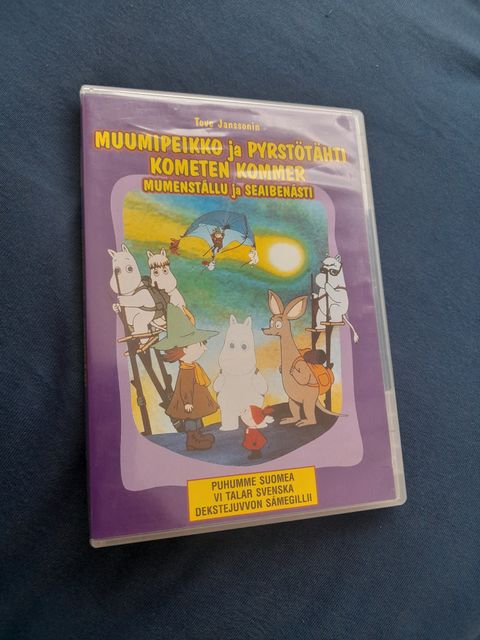 Tove Janssonin
MUUMIPEIKKO ja PYRSTÖTÄHTI
KOMETEN KOMMER
MUMENSTÁLLU ja SEAIBENÁSTI
PUHUMME SUOMEA
VI TALAR SVENSKA
DEKSTEJUVVON SÁMEGILLII